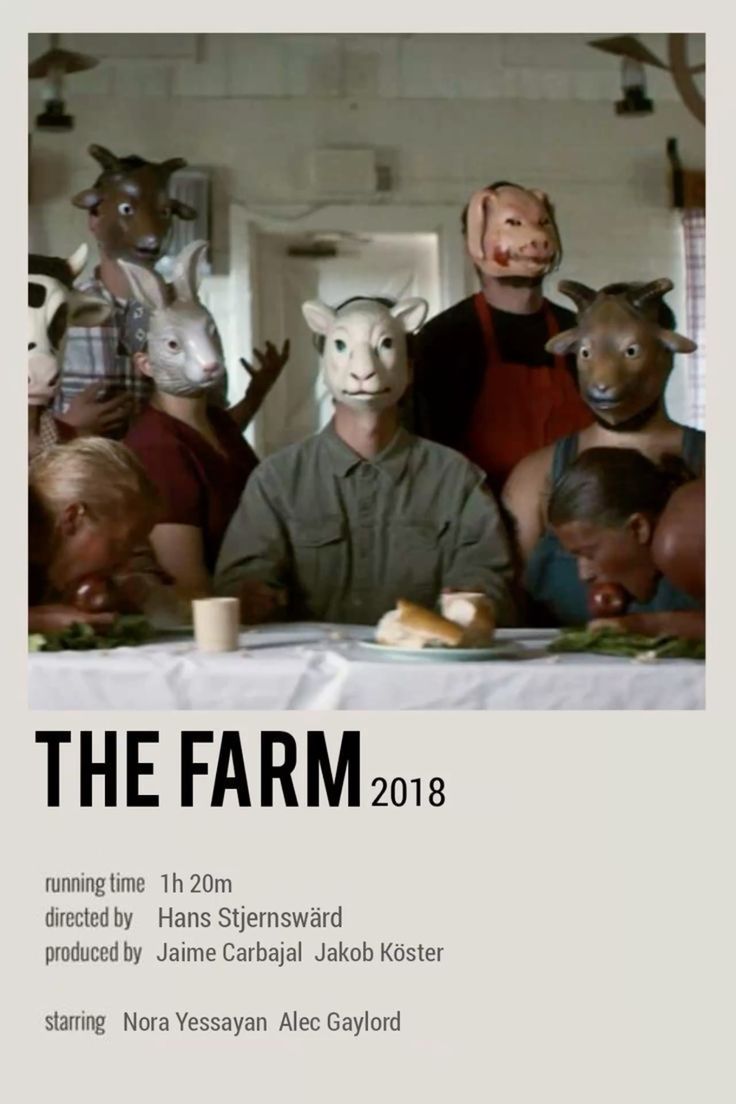 THE FARM 2018
running time 1h 20m
directed by Hans Stjernswärd
produced by Jaime Carbajal Jakob Köster
starring Nora Yessayan Alec Gaylord